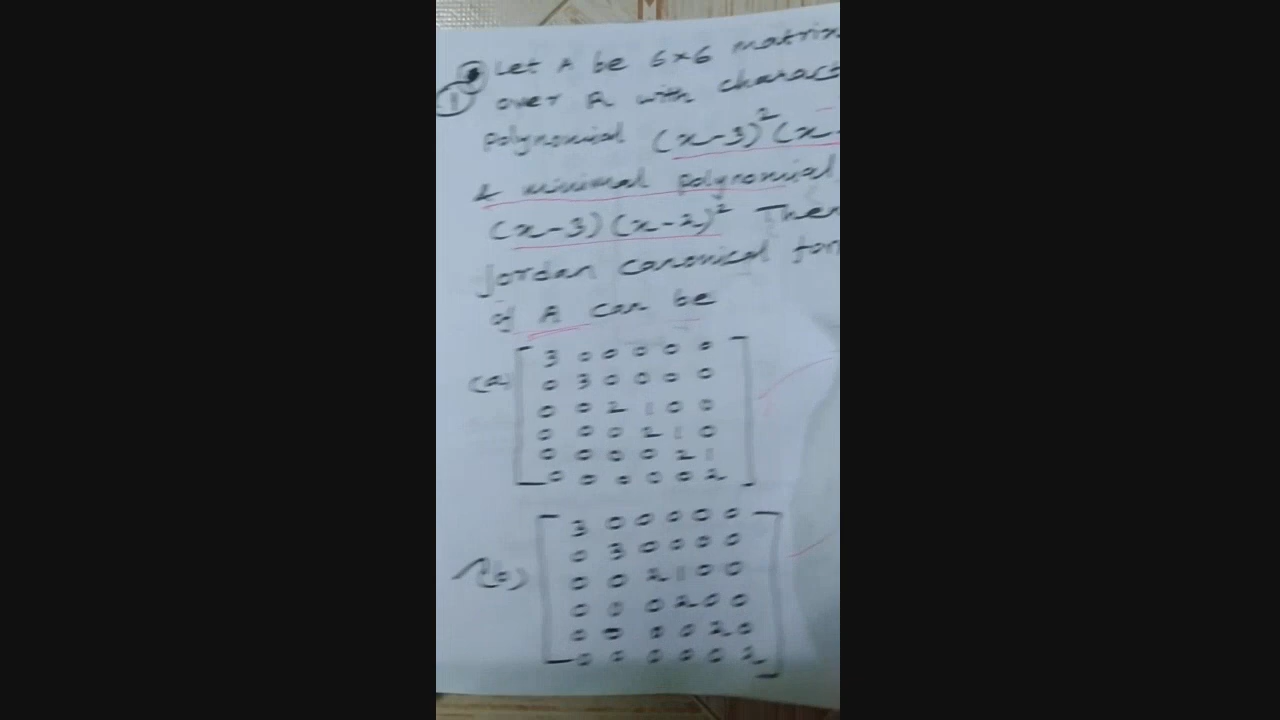 ① Let A be 6×6 matrix
over R with charact
polynomial (x-3)²(x-
& minimal polynomial
(x-3)(x-2)² Then
Jordan canonical for
of A can be
(a) [3 0 0 0 0 0
0 3 0 0 0 0
0 0 2 1 0 0
0 0 0 2 1 0
0 0 0 0 2 1
0 0 0 0 0 2]
(b) [3 0 0 0 0 0
0 3 0 0 0 0
0 0 2 1 0 0
0 0 0 2 0 0
0 0 0 0 2 0
0 0 0 0 0 2]